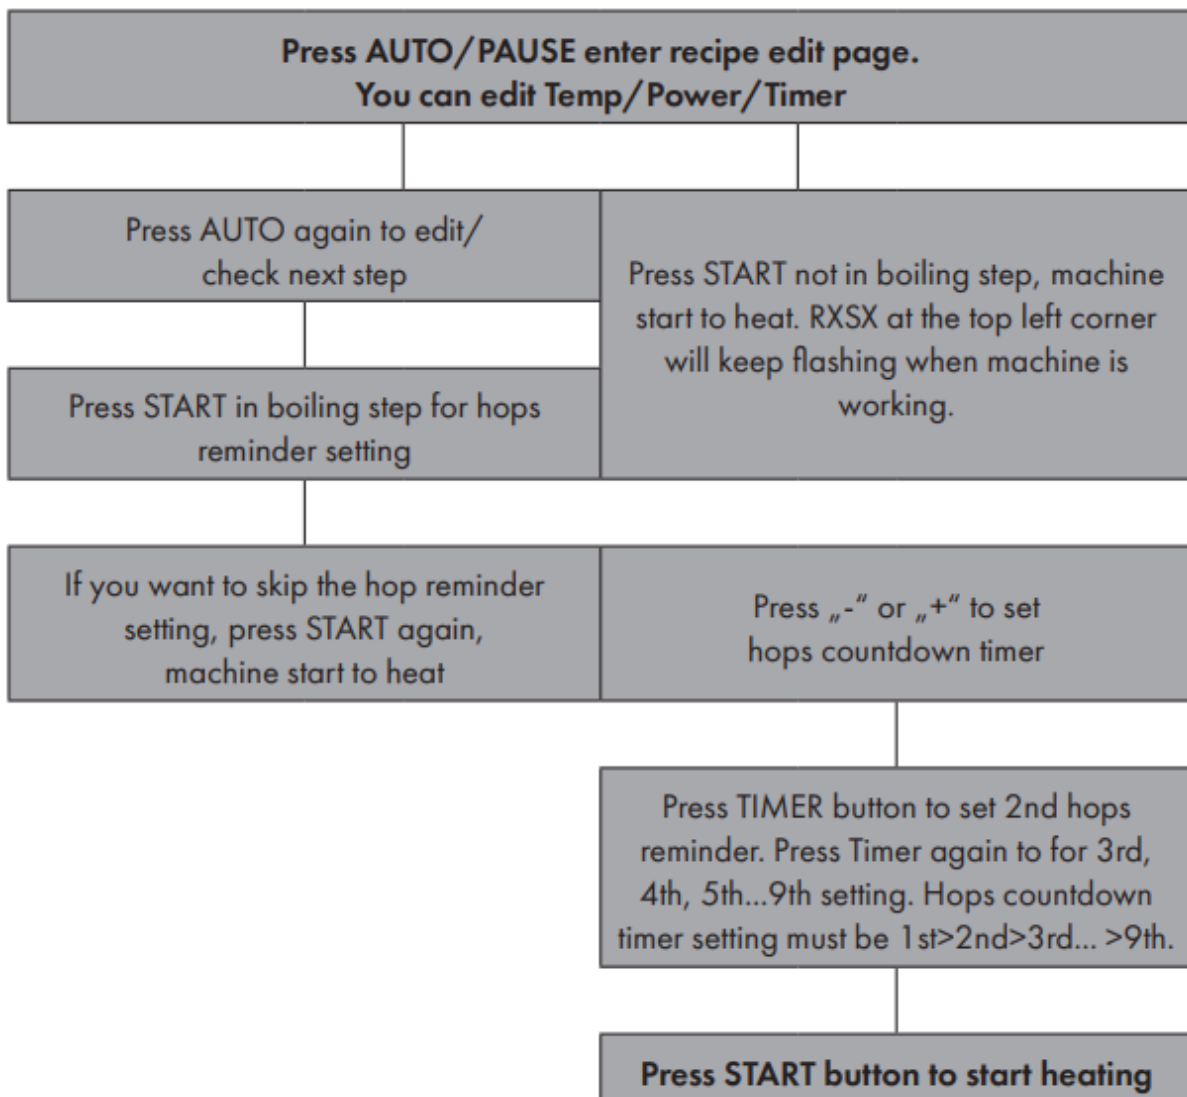 Press AUTO/PAUSE enter recipe edit page.
You can edit Temp/Power/Timer
Press AUTO again to edit/
check next step
Press START not in boiling step, machine
start to heat. RXSX at the top left corner
will keep flashing when machine is
working.
Press START in boiling step for hops
reminder setting
If you want to skip the hop reminder
setting, press START again,
machine start to heat
Press „-“ or „+“ to set
hops countdown timer
Press TIMER button to set 2nd hops
reminder. Press Timer again to for 3rd,
4th, 5th...9th setting. Hops countdown
timer setting must be 1st>2nd>3rd... >9th.
Press START button to start heating